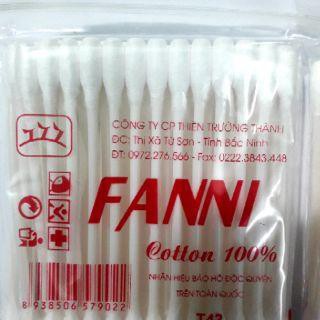 CÔNG TY CP THIÊN TRƯỜNG THÀNH
ĐC: Thị Xã Từ Sơn - Tỉnh Bắc Ninh
ĐT: 0972.276.566 - Fax: 0222.3843.448
FANNI
Cotton 100%
NHÃN HIỆU BẢO HỘ ĐỘC QUYỀN
TRÊN TOÀN QUỐC
8 938506 579022
T43